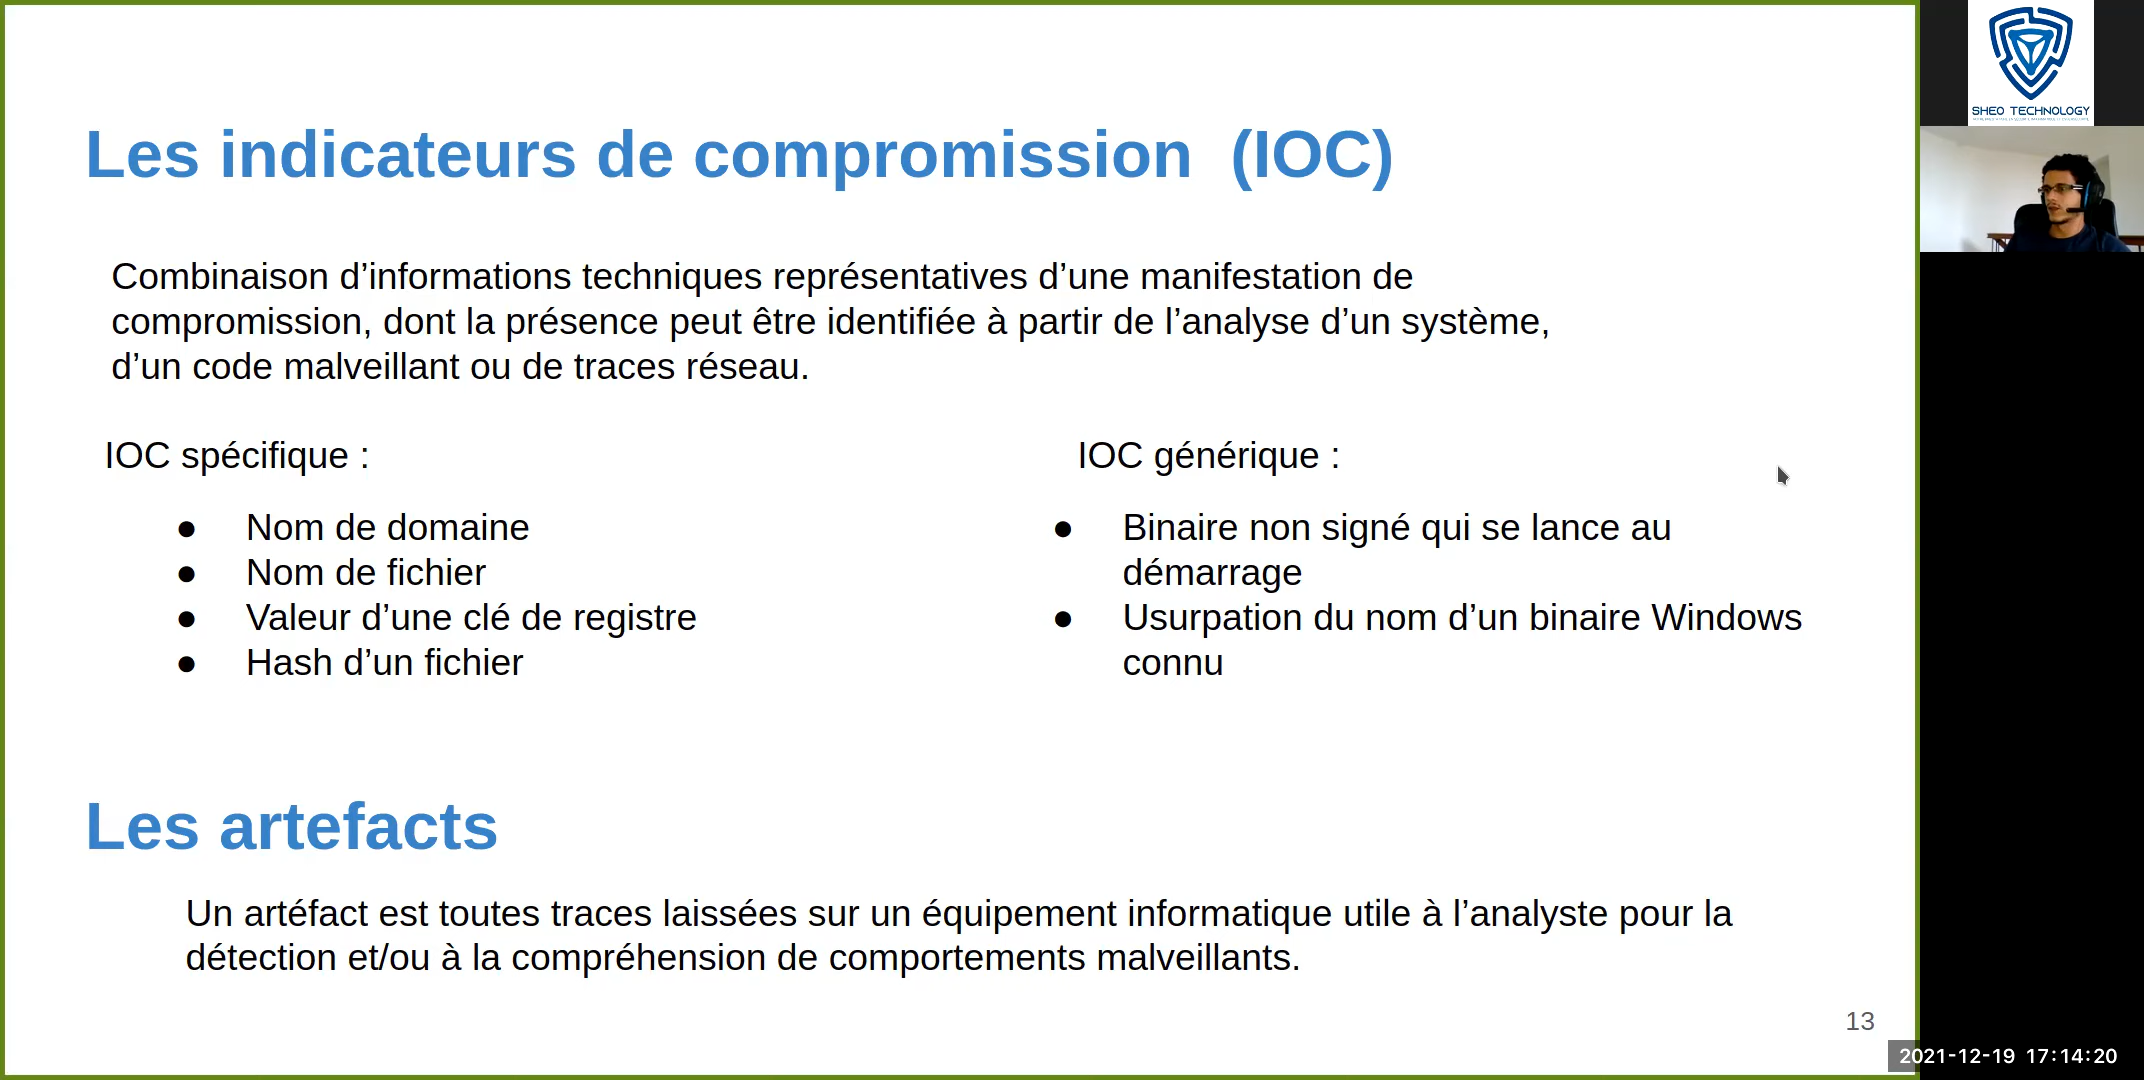 Les indicateurs de compromission (IOC)
Combinaison d’informations techniques représentatives d’une manifestation de
compromission, dont la présence peut être identifiée à partir de l’analyse d’un système,
d’un code malveillant ou de traces réseau.
IOC spécifique :
● Nom de domaine
● Nom de fichier
● Valeur d’une clé de registre
● Hash d’un fichier
IOC générique :
● Binaire non signé qui se lance au
démarrage
● Usurpation du nom d’un binaire Windows
connu
Les artefacts
Un artéfact est toutes traces laissées sur un équipement informatique utile à l’analyste pour la
détection et/ou à la compréhension de comportements malveillants.
13
SHEO TECHNOLOGY
2021-12-19 17:14:20